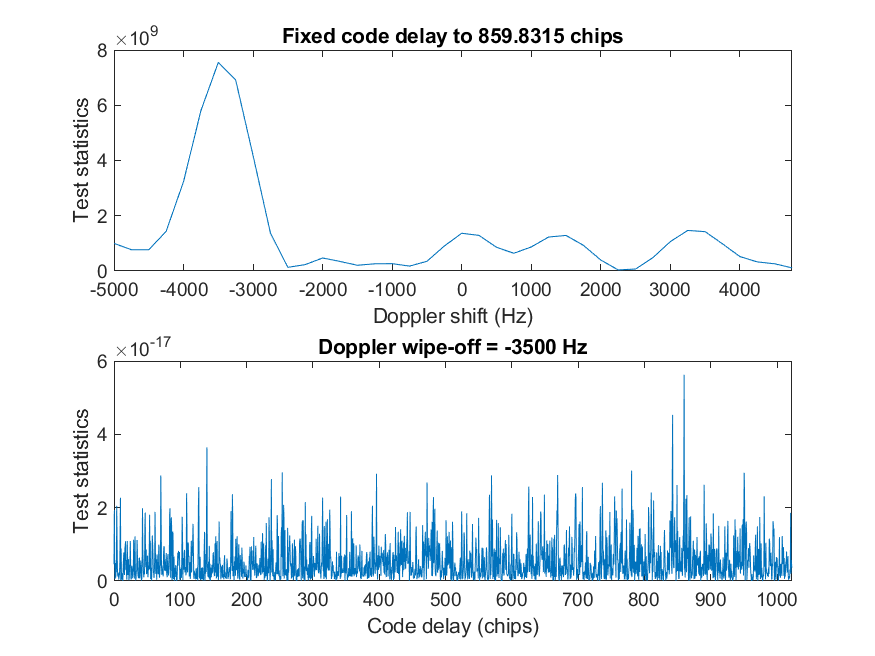 ×10^9
Fixed code delay to 859.8315 chips
8
6
4
2
0
Test statistics
-5000 -4000 -3000 -2000 -1000 0 1000 2000 3000 4000
Doppler shift (Hz)
×10^-17
Doppler wipe-off = -3500 Hz
6
4
2
0
Test statistics
0 100 200 300 400 500 600 700 800 900 1000
Code delay (chips)